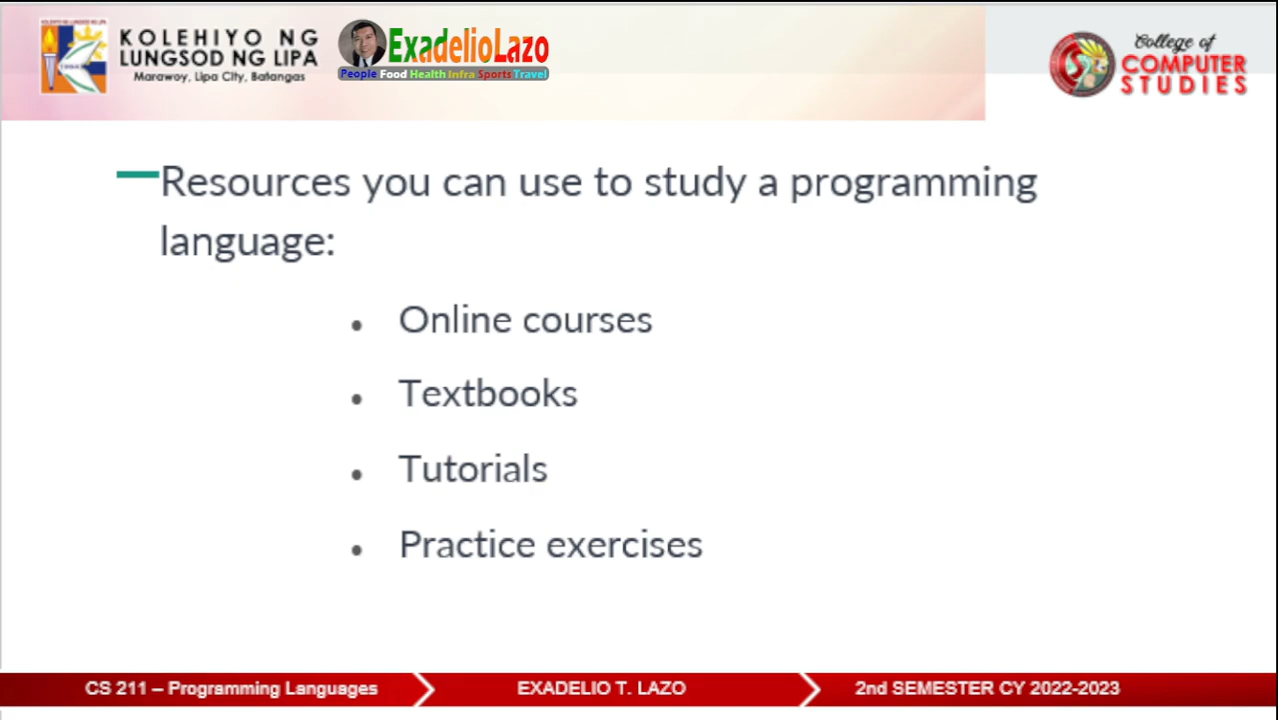 KOLEHIYO NG
LUNGSOD NG LIPA
Marawoy, Lipa City, Batangas
ExadelioLazo
People Food Health Infra Sports Travel
College of
COMPUTER
STUDIES
Resources you can use to study a programming
language:
• Online courses
• Textbooks
• Tutorials
• Practice exercises
CS 211 – Programming Languages
EXADELIO T. LAZO
2nd SEMESTER CY 2022-2023